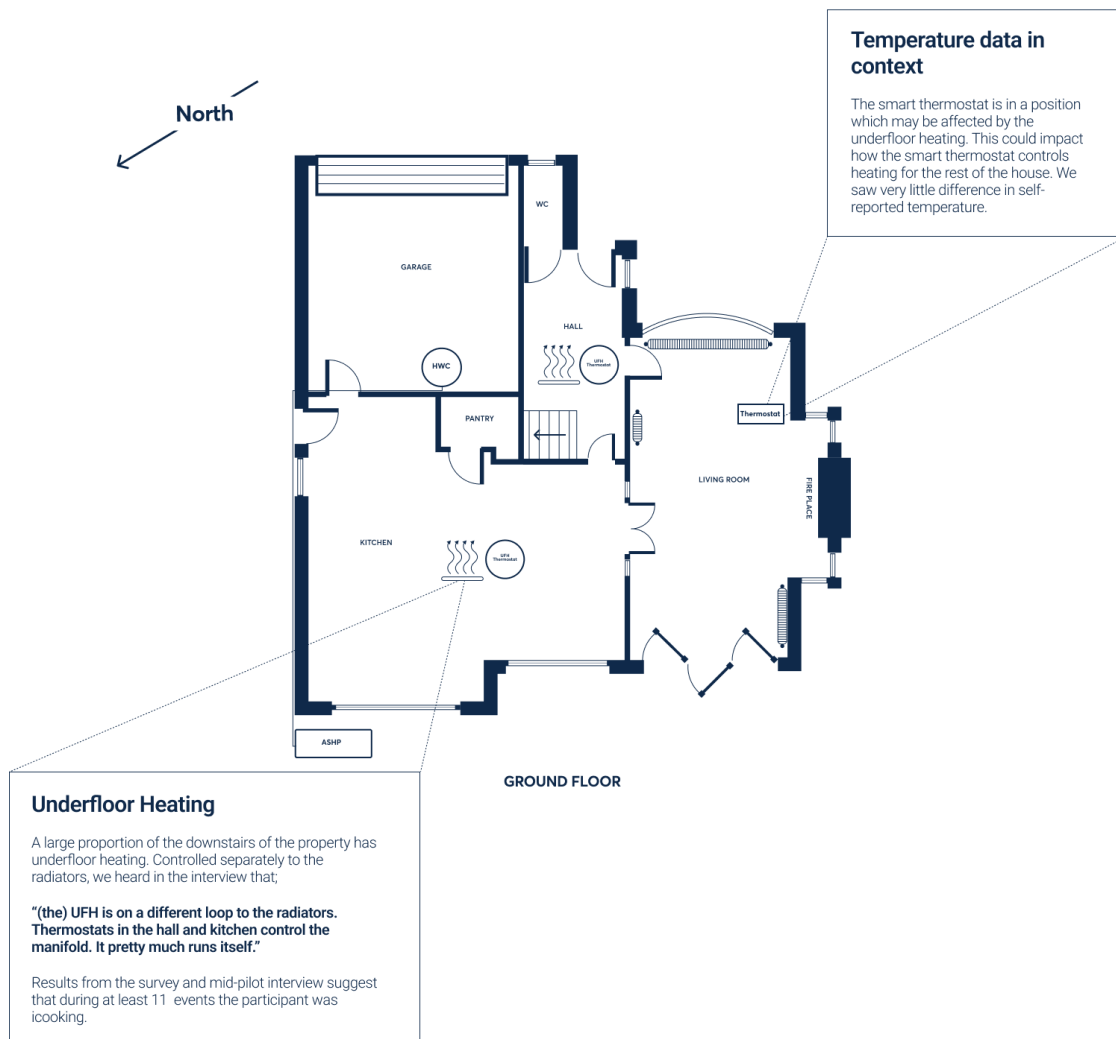 Temperature data in
context
The smart thermostat is in a position
which may be affected by the
underfloor heating. This could impact
how the smart thermostat controls
heating for the rest of the house. We
saw very little difference in self-
reported temperature.
North
WC
GARAGE
HALL
UFH
Thermostat
HWC
Thermostat
PANTRY
LIVING ROOM
FIRE PLACE
KITCHEN
UFH
Thermostat
ASHP
GROUND FLOOR
Underfloor Heating
A large proportion of the downstairs of the property has
underfloor heating. Controlled separately to the
radiators, we heard in the interview that;
“(the) UFH is on a different loop to the radiators.
Thermostats in the hall and kitchen control the
manifold. It pretty much runs itself.”
Results from the survey and mid-pilot interview suggest
that during at least 11 events the participant was
icooking.